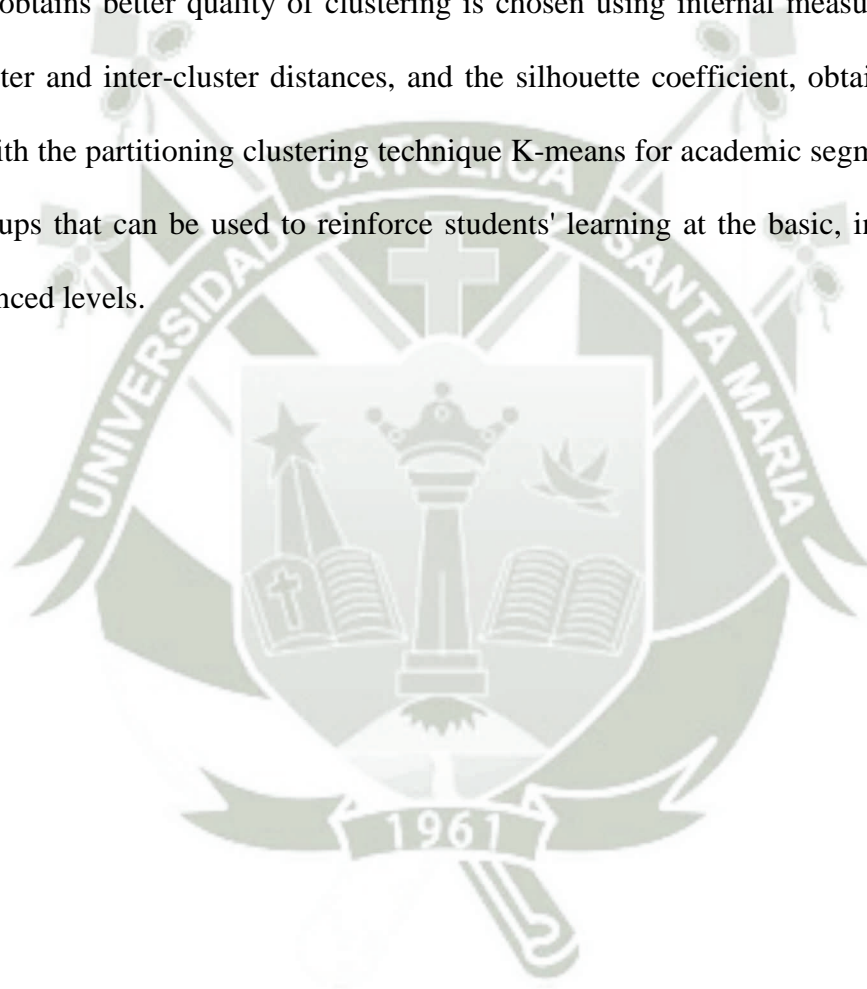 obtains better quality of clustering is chosen using internal measu
ter and inter-cluster distances, and the silhouette coefficient, obtai
ith the partitioning clustering technique K-means for academic segm
ups that can be used to reinforce students' learning at the basic, in
nced levels.
UNIVERSIDAD CATOLICA SANTA MARIA
1961